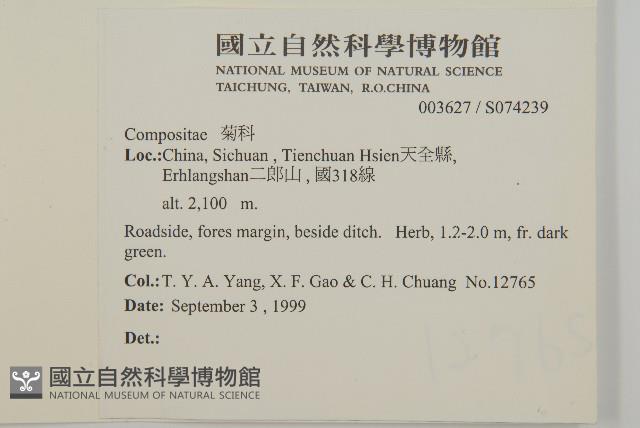 國立自然科學博物館
NATIONAL MUSEUM OF NATURAL SCIENCE
TAICHUNG, TAIWAN, R.O.CHINA
003627 / S074239
Compositae 菊科
Loc.:China, Sichuan , Tienchuan Hsien天全縣,
Erhlangshan二郎山 , 國318線
alt. 2,100 m.
Roadside, fores margin, beside ditch. Herb, 1.2-2.0 m, fr. dark
green.
Col.: T. Y. A. Yang, X. F. Gao & C. H. Chuang No.12765
Date: September 3 , 1999
Det.:
國立自然科學博物館
NATIONAL MUSEUM OF NATURAL SCIENCE